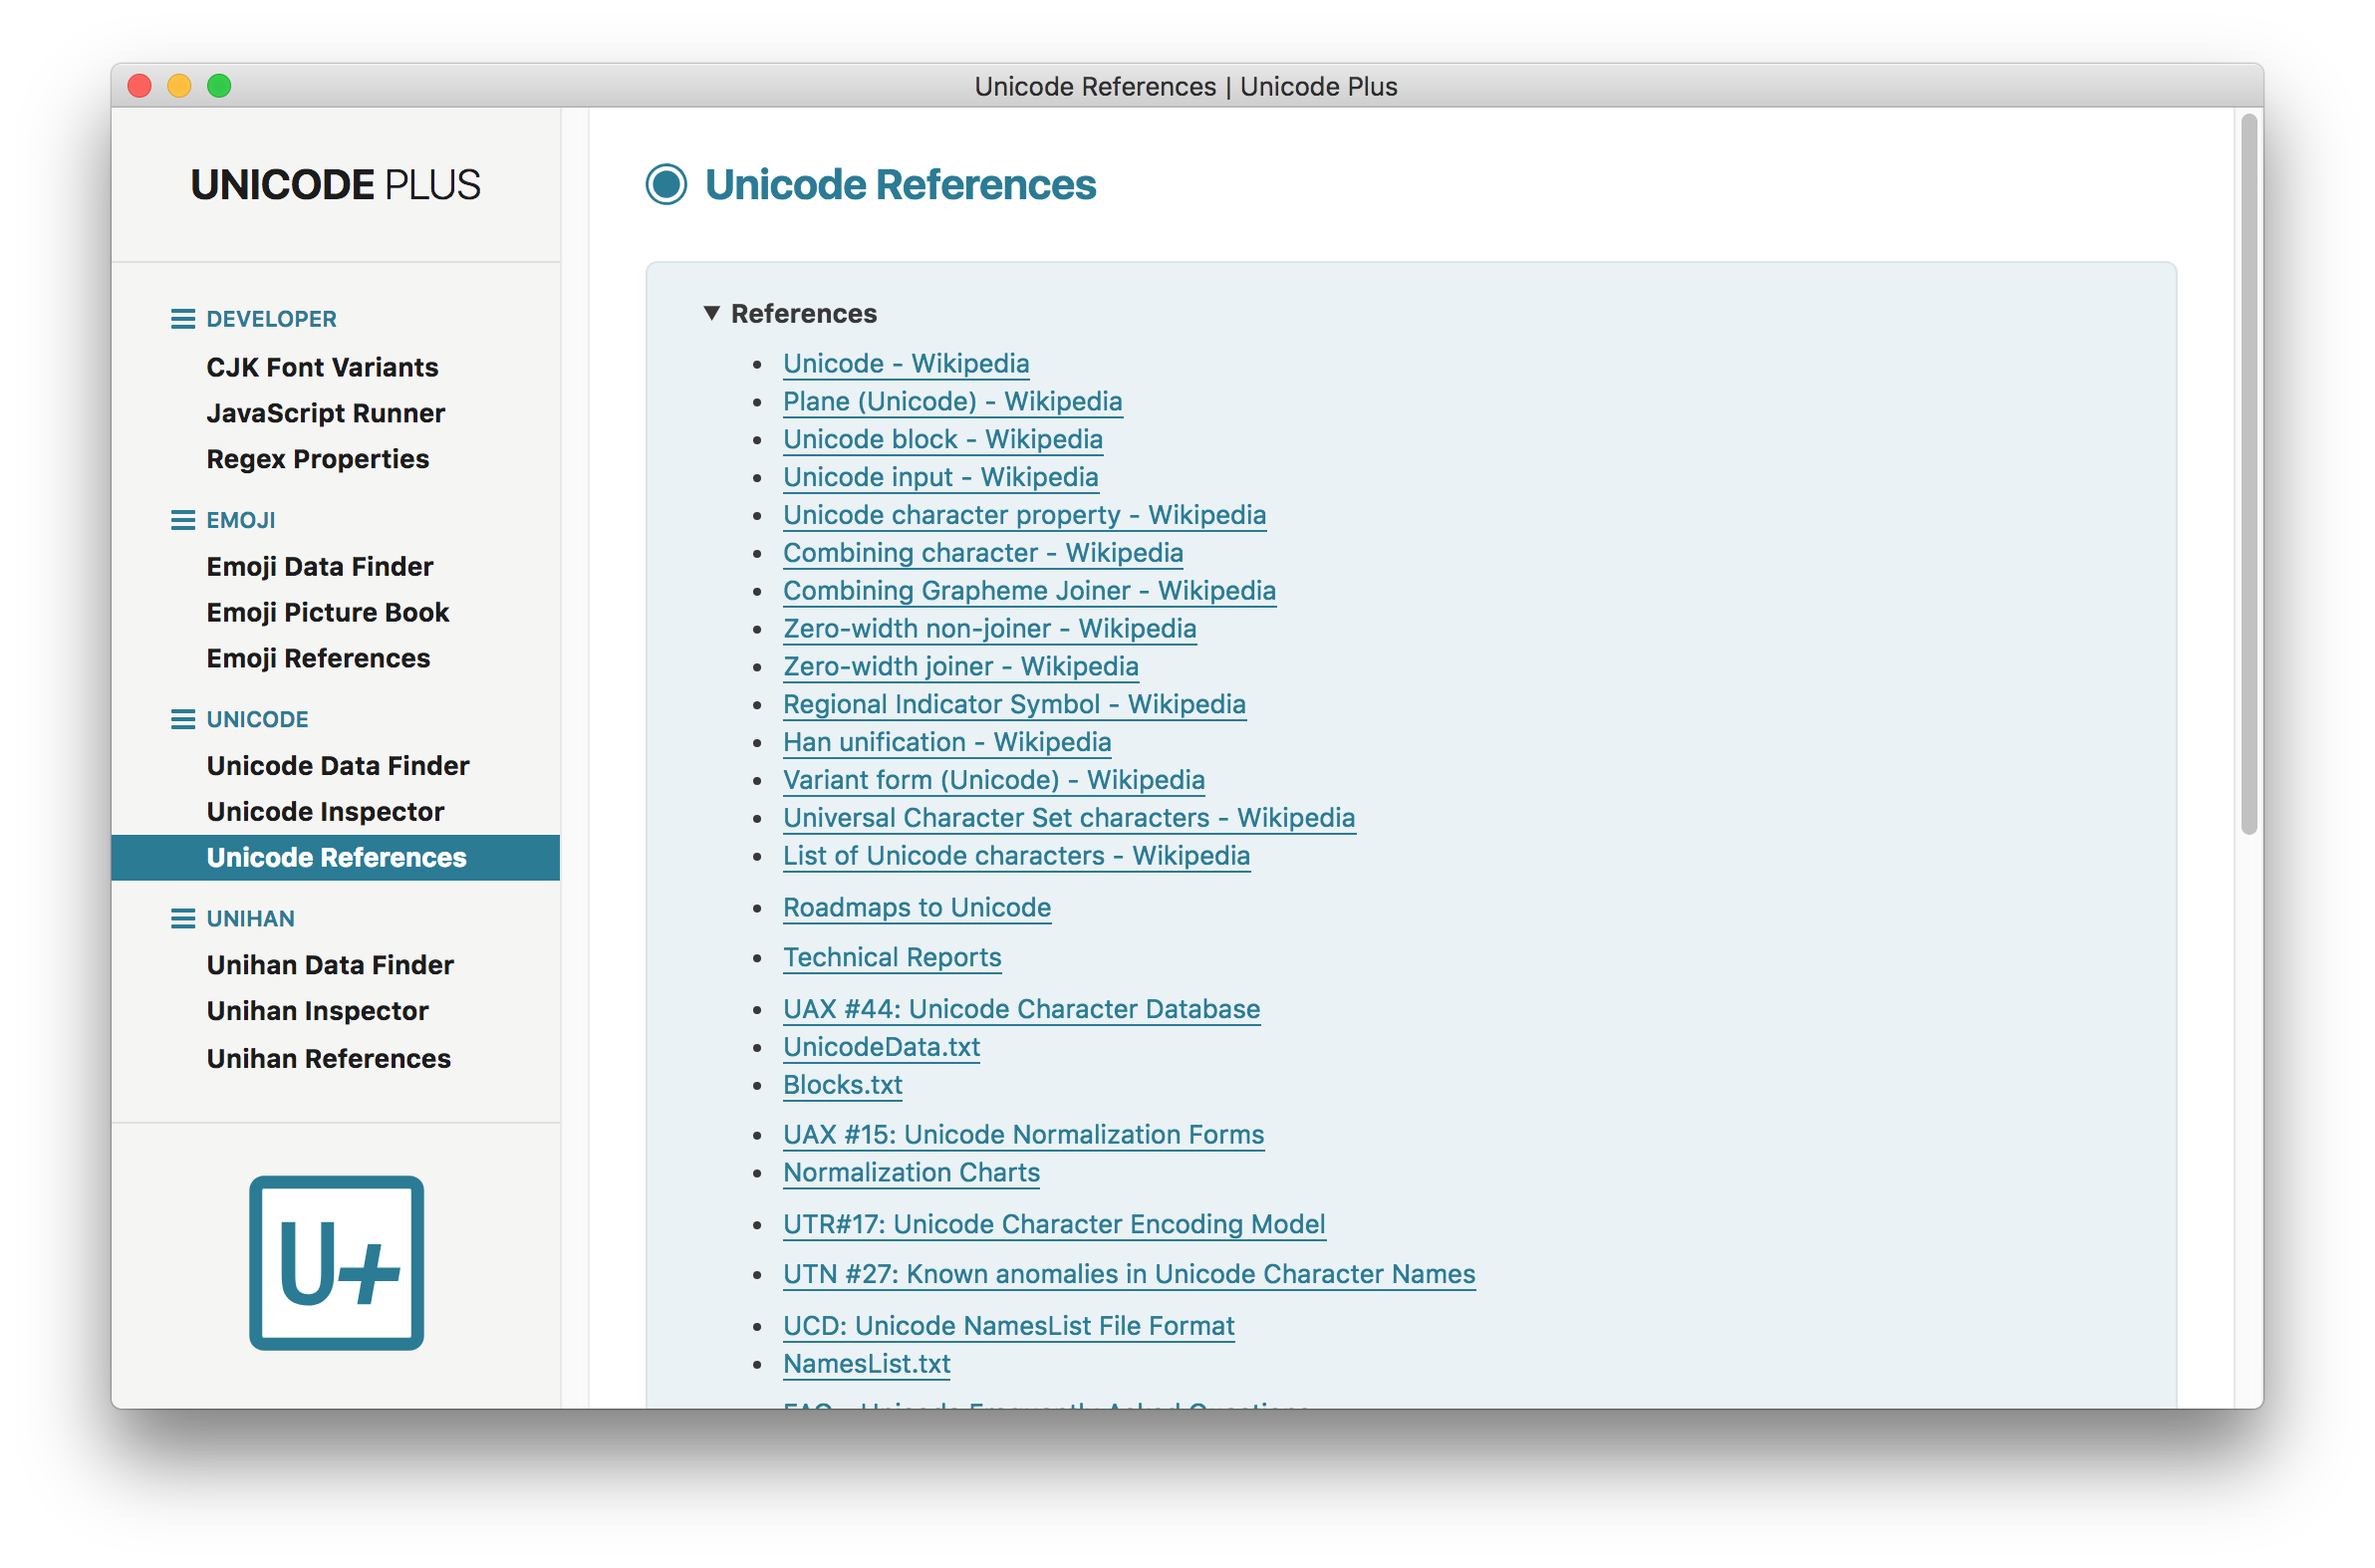 Unicode References | Unicode Plus
UNICODE PLUS
DEVELOPER
CJK Font Variants
JavaScript Runner
Regex Properties
EMOJI
Emoji Data Finder
Emoji Picture Book
Emoji References
UNICODE
Unicode Data Finder
Unicode Inspector
Unicode References
UNIHAN
Unihan Data Finder
Unihan Inspector
Unihan References
U+
Unicode References
References
Unicode - Wikipedia
Plane (Unicode) - Wikipedia
Unicode block - Wikipedia
Unicode input - Wikipedia
Unicode character property - Wikipedia
Combining character - Wikipedia
Combining Grapheme Joiner - Wikipedia
Zero-width non-joiner - Wikipedia
Zero-width joiner - Wikipedia
Regional Indicator Symbol - Wikipedia
Han unification - Wikipedia
Variant form (Unicode) - Wikipedia
Universal Character Set characters - Wikipedia
List of Unicode characters - Wikipedia
Roadmaps to Unicode
Technical Reports
UAX #44: Unicode Character Database
UnicodeData.txt
Blocks.txt
UAX #15: Unicode Normalization Forms
Normalization Charts
UTR#17: Unicode Character Encoding Model
UTN #27: Known anomalies in Unicode Character Names
UCD: Unicode NamesList File Format
NamesList.txt
FAQ - Unicode Frequently Asked Questions